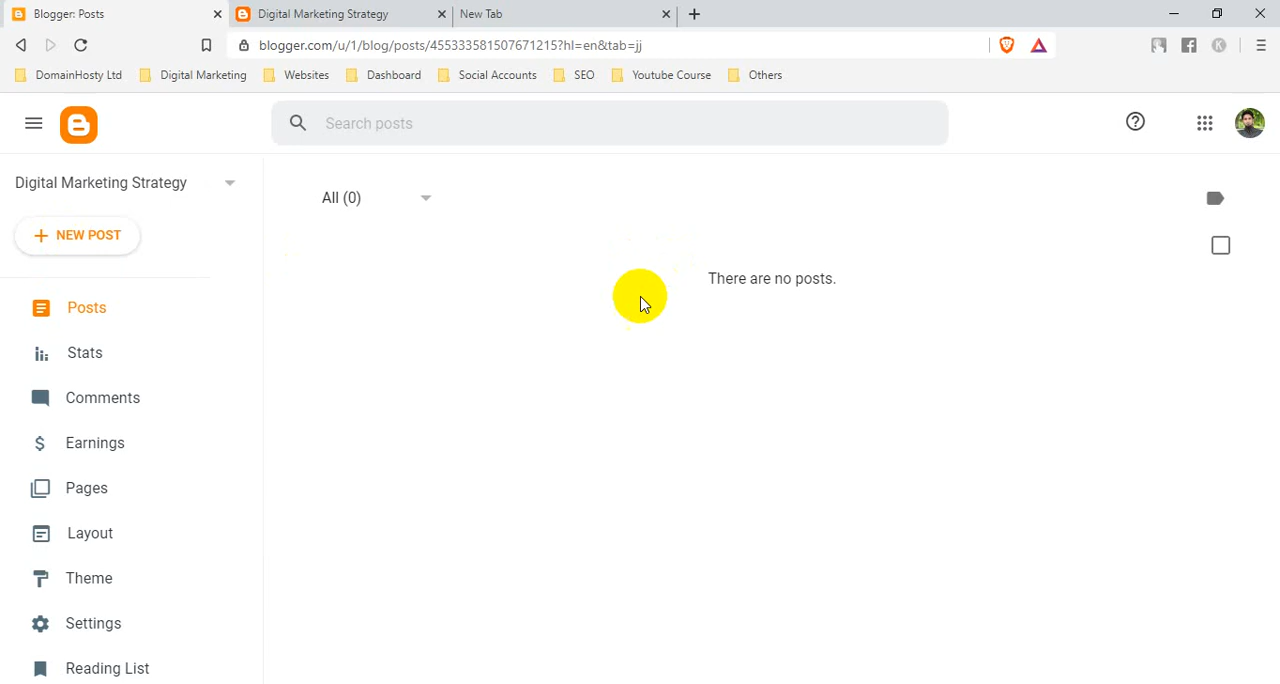 Blogger: Posts
Digital Marketing Strategy
New Tab
blogger.com/u/1/blog/posts/455333581507671215?hl=en&tab=jj
DomainHosty Ltd
Digital Marketing
Websites
Dashboard
Social Accounts
SEO
Youtube Course
Others
Search posts
Digital Marketing Strategy
All (0)
NEW POST
There are no posts.
Posts
Stats
Comments
Earnings
Pages
Layout
Theme
Settings
Reading List